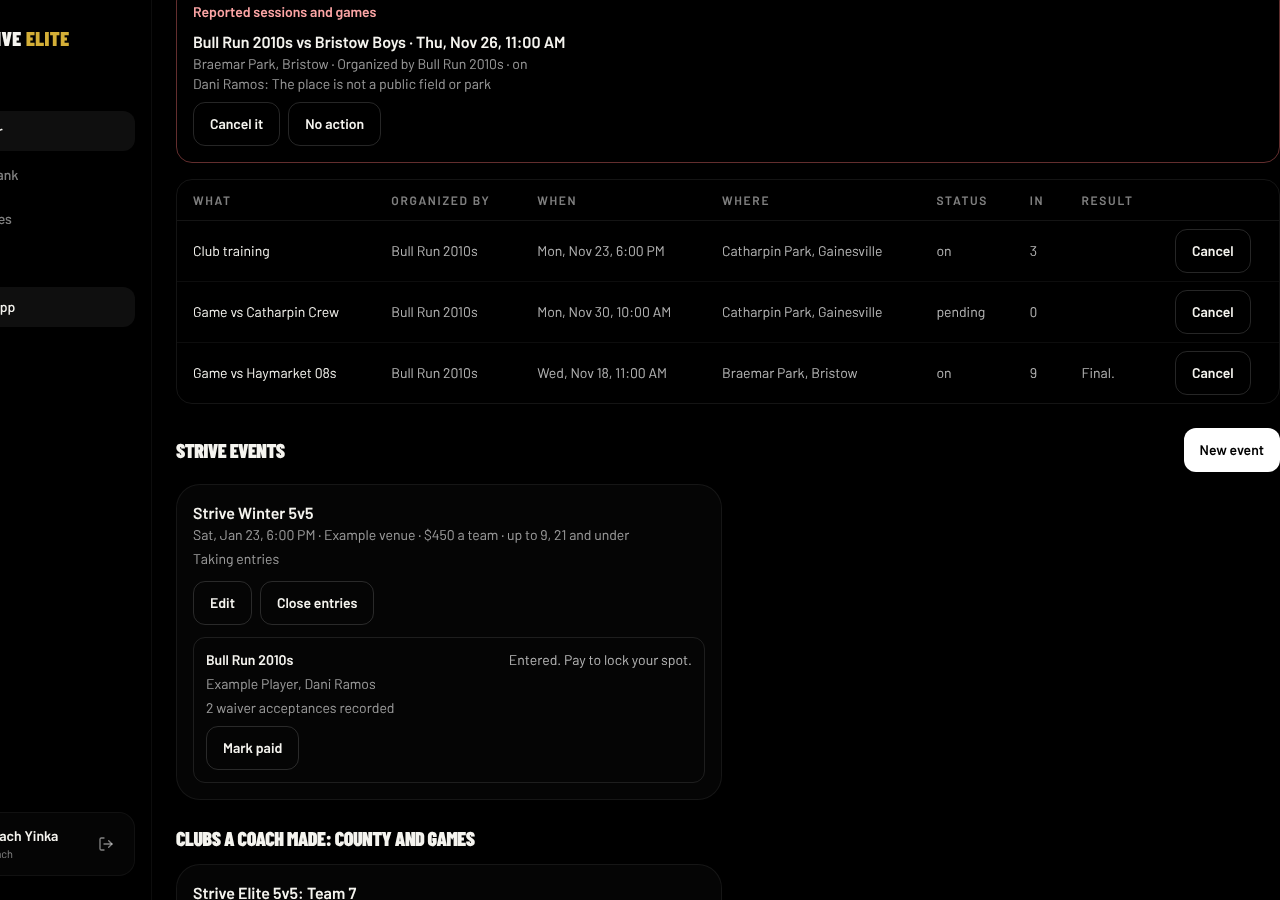 Reported sessions and games
IVE ELITE
Bull Run 2010s vs Bristow Boys · Thu, Nov 26, 11:00 AM
Braemar Park, Bristow · Organized by Bull Run 2010s · on
Dani Ramos: The place is not a public field or park
Cancel it No action
ank
es
pp
WHAT ORGANIZED BY WHEN WHERE STATUS IN RESULT
Club training Bull Run 2010s Mon, Nov 23, 6:00 PM Catharpin Park, Gainesville on 3 Cancel
Game vs Catharpin Crew Bull Run 2010s Mon, Nov 30, 10:00 AM Catharpin Park, Gainesville pending 0 Cancel
Game vs Haymarket 08s Bull Run 2010s Wed, Nov 18, 11:00 AM Braemar Park, Bristow on 9 Final. Cancel
STRIVE EVENTS New event
Strive Winter 5v5
Sat, Jan 23, 6:00 PM · Example venue · $450 a team · up to 9, 21 and under
Taking entries
Edit Close entries
Bull Run 2010s Entered. Pay to lock your spot.
Example Player, Dani Ramos
2 waiver acceptances recorded
Mark paid
ach Yinka
ach
CLUBS A COACH MADE: COUNTY AND GAMES
Strive Elite 5v5: Team 7